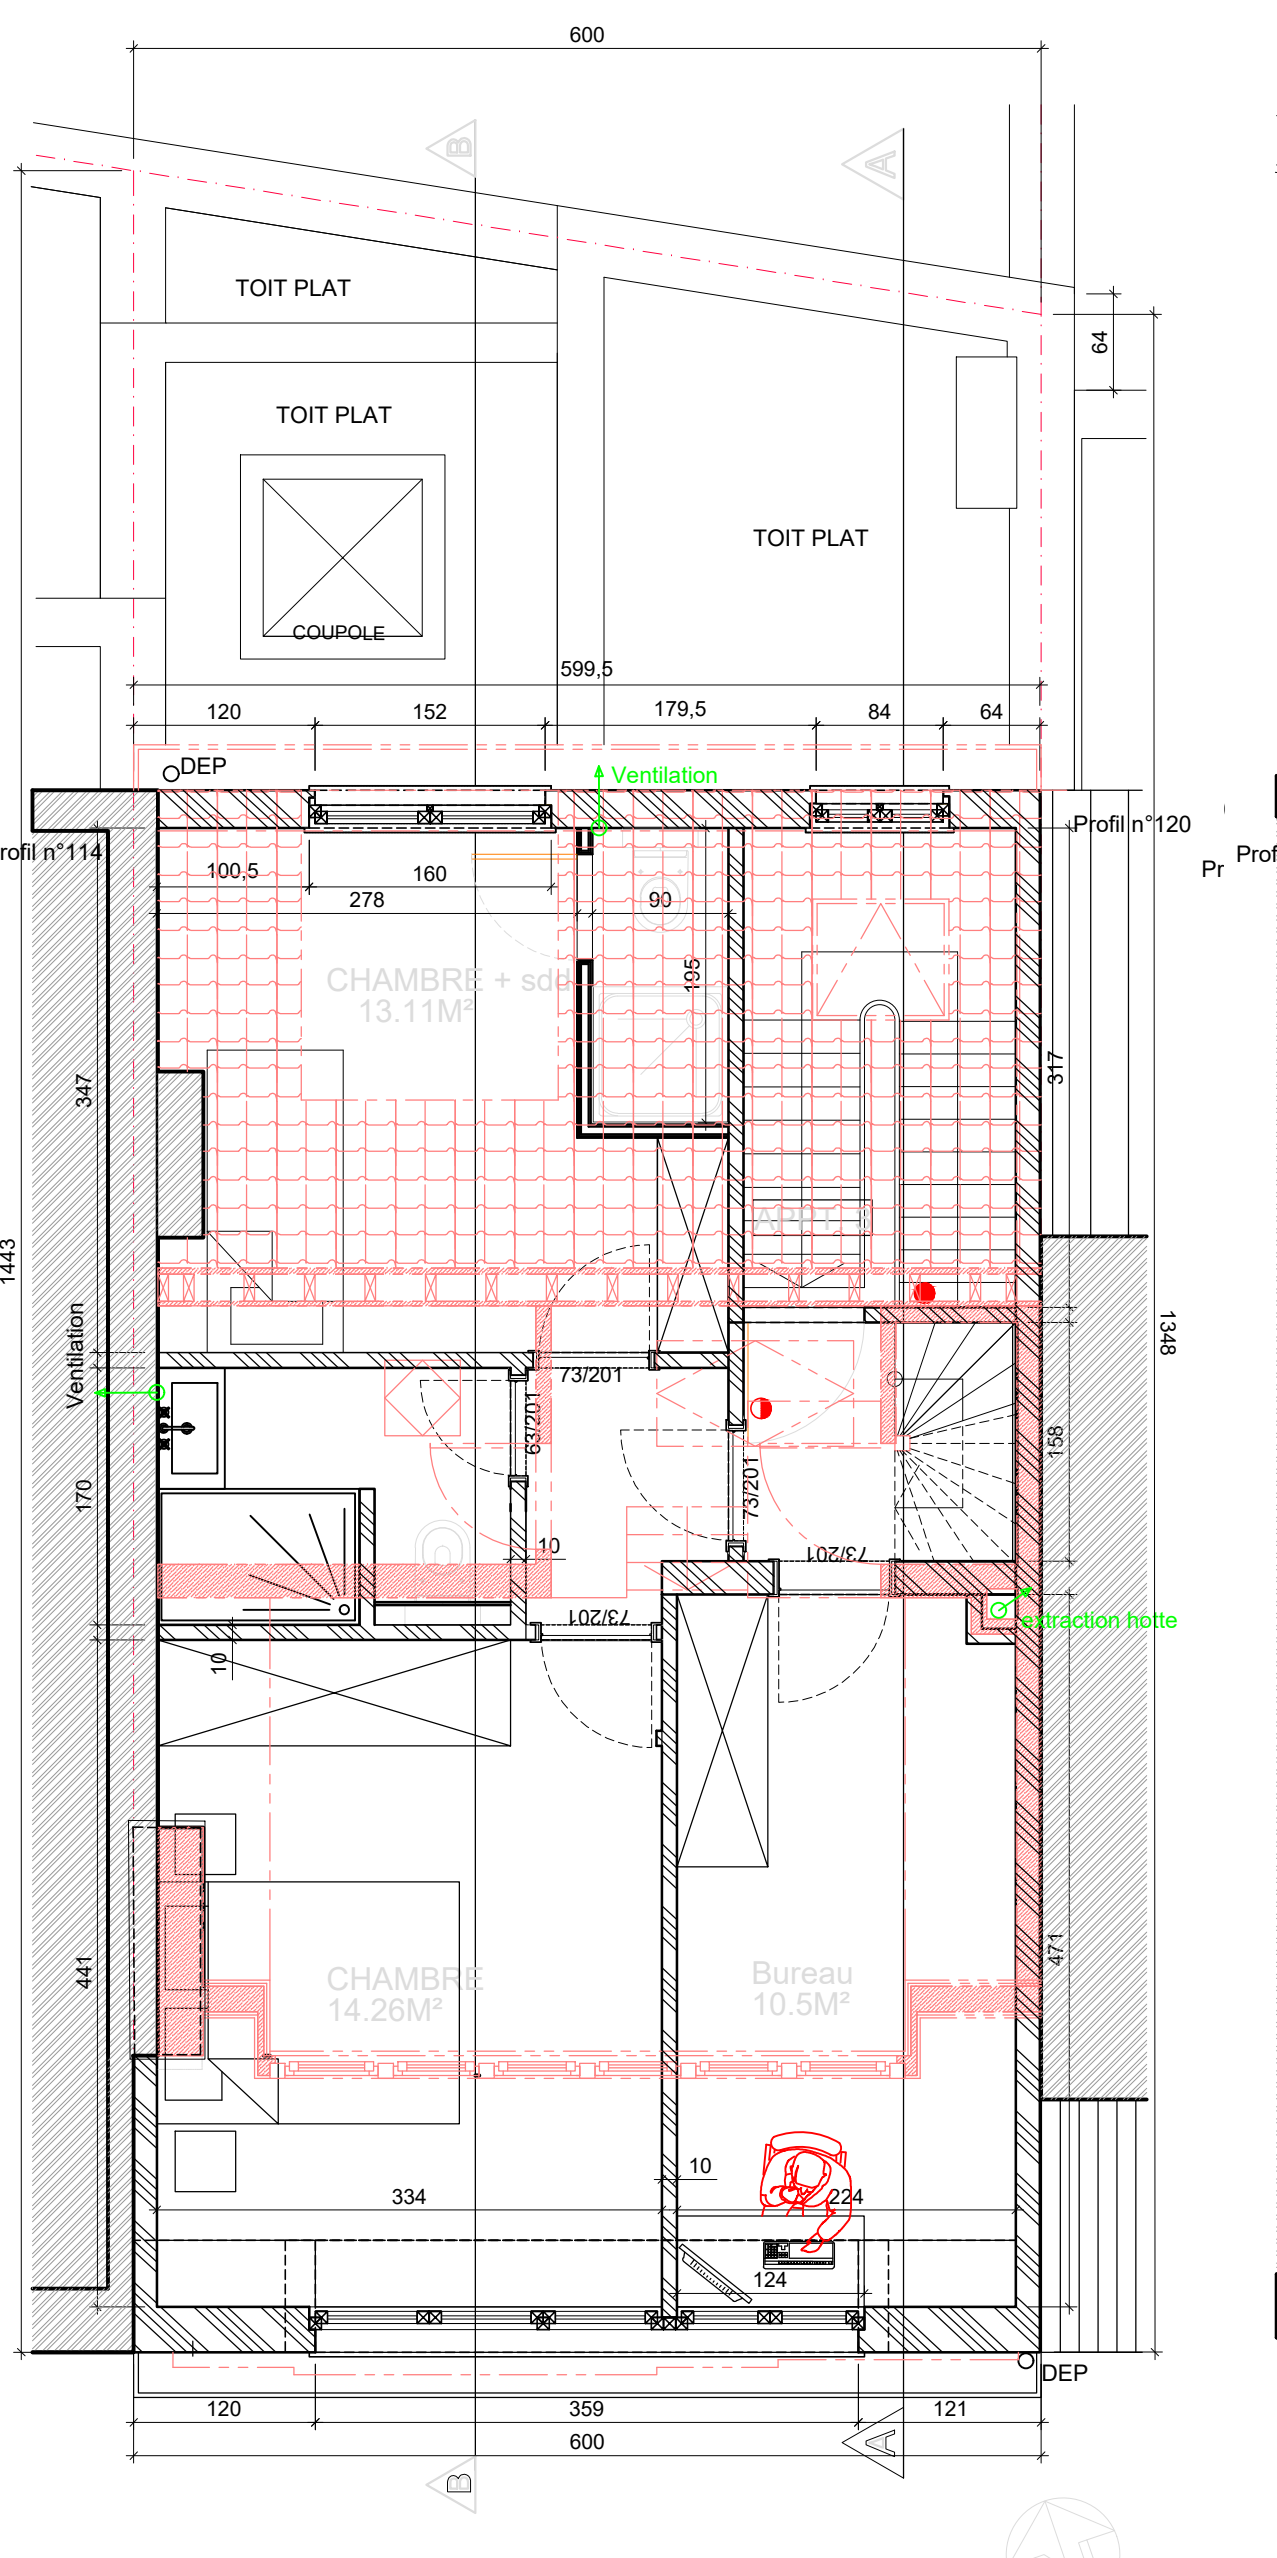 600
B
A
TOIT PLAT
64
TOIT PLAT
TOIT PLAT
COUPOLE
599,5
120
152
179,5
84
64
DEP
Ventilation
Profil n°120
rofil n°114
Prof
Pr
100,5
160
278
90
CHAMBRE + sdd
13.11M²
195
347
317
APPT. 3
1443
1348
Ventilation
73/201
63/201
158
73/201
170
10
73/201
73/201
extraction hotte
10
441
471
CHAMBRE
14.26M²
Bureau
10.5M²
10
334
224
124
DEP
120
359
121
A
600
B